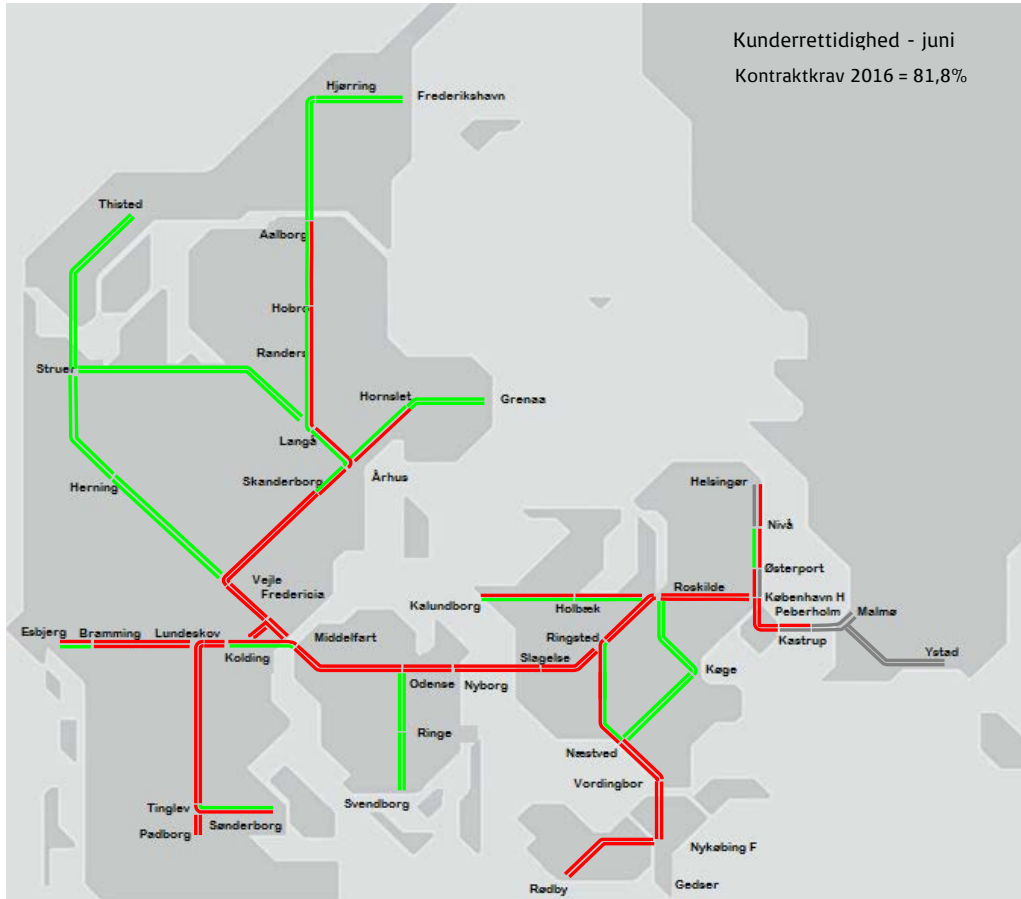 Kunderrettidighed - juni
Kontraktkrav 2016 = 81,8%
Hjørring
Frederikshavn
Thisted
Aalborg
Hobro
Randers
Struer
Hornslet
Grenaa
Langå
Skanderborg
Århus
Herning
Helsingør
Nivå
Østerport
Vejle
Roskilde
Fredericia
København H
Kalundborg
Holbæk
Peberholm
Malmø
Esbjerg
Bramming
Lundeskov
Middelfart
Ringsted
Kastrup
Kolding
Slagelse
Ystad
Odense
Nyborg
Køge
Ringe
Næstved
Vordingbor
Svendborg
Tinglev
Sønderborg
Padborg
Nykøbing F
Rødby
Gedser